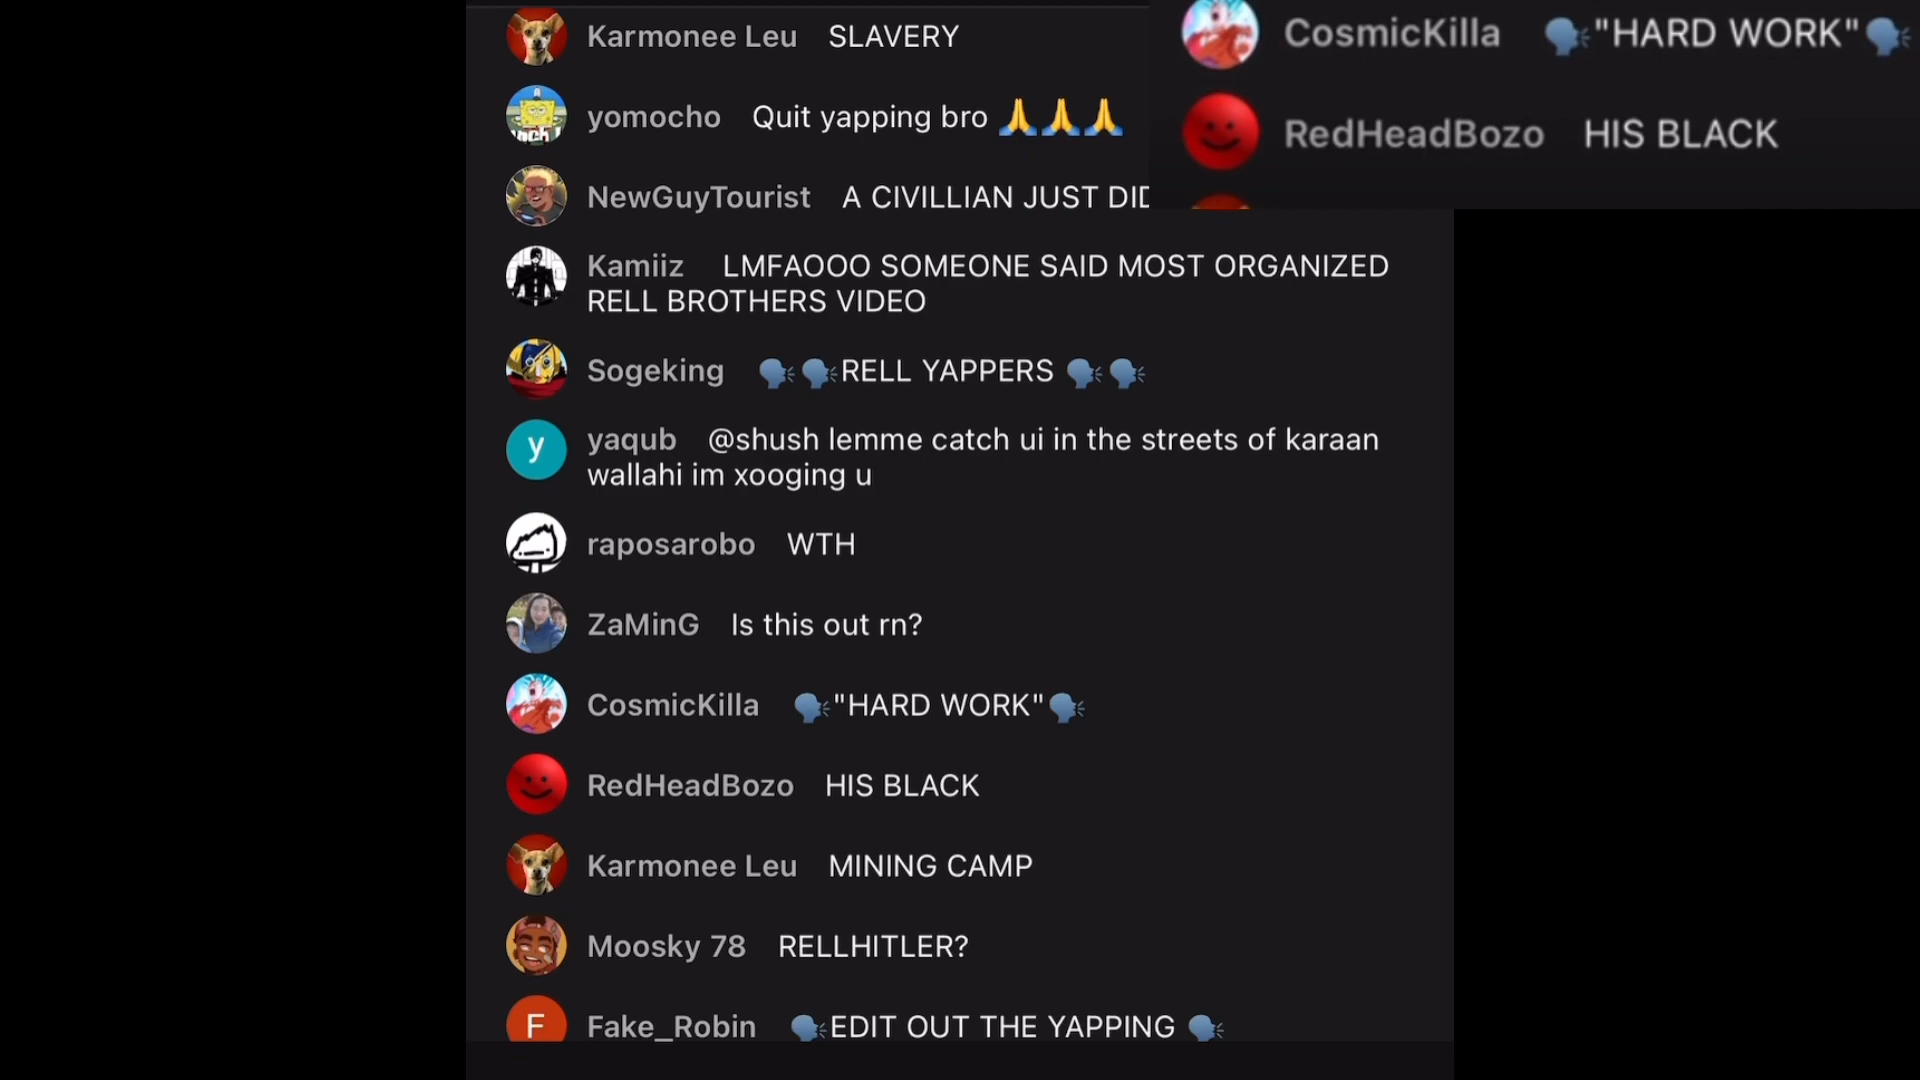 Karmonee Leu SLAVERY
yomocho Quit yapping bro 🙏🙏🙏
NewGuyTourist A CIVILLIAN JUST DID
Kamiiz LMFAOOO SOMEONE SAID MOST ORGANIZED
RELL BROTHERS VIDEO
Sogeking 🗣️🗣️RELL YAPPERS 🗣️🗣️
y
yaqub @shush lemme catch ui in the streets of karaan
wallahi im xooging u
raposarobo WTH
ZaMinG Is this out rn?
CosmicKilla 🗣️"HARD WORK"🗣️
RedHeadBozo HIS BLACK
Karmonee Leu MINING CAMP
Moosky 78 RELLHITLER?
F
Fake_Robin 🗣️EDIT OUT THE YAPPING 🗣️
CosmicKilla 🗣️"HARD WORK"🗣️
RedHeadBozo HIS BLACK